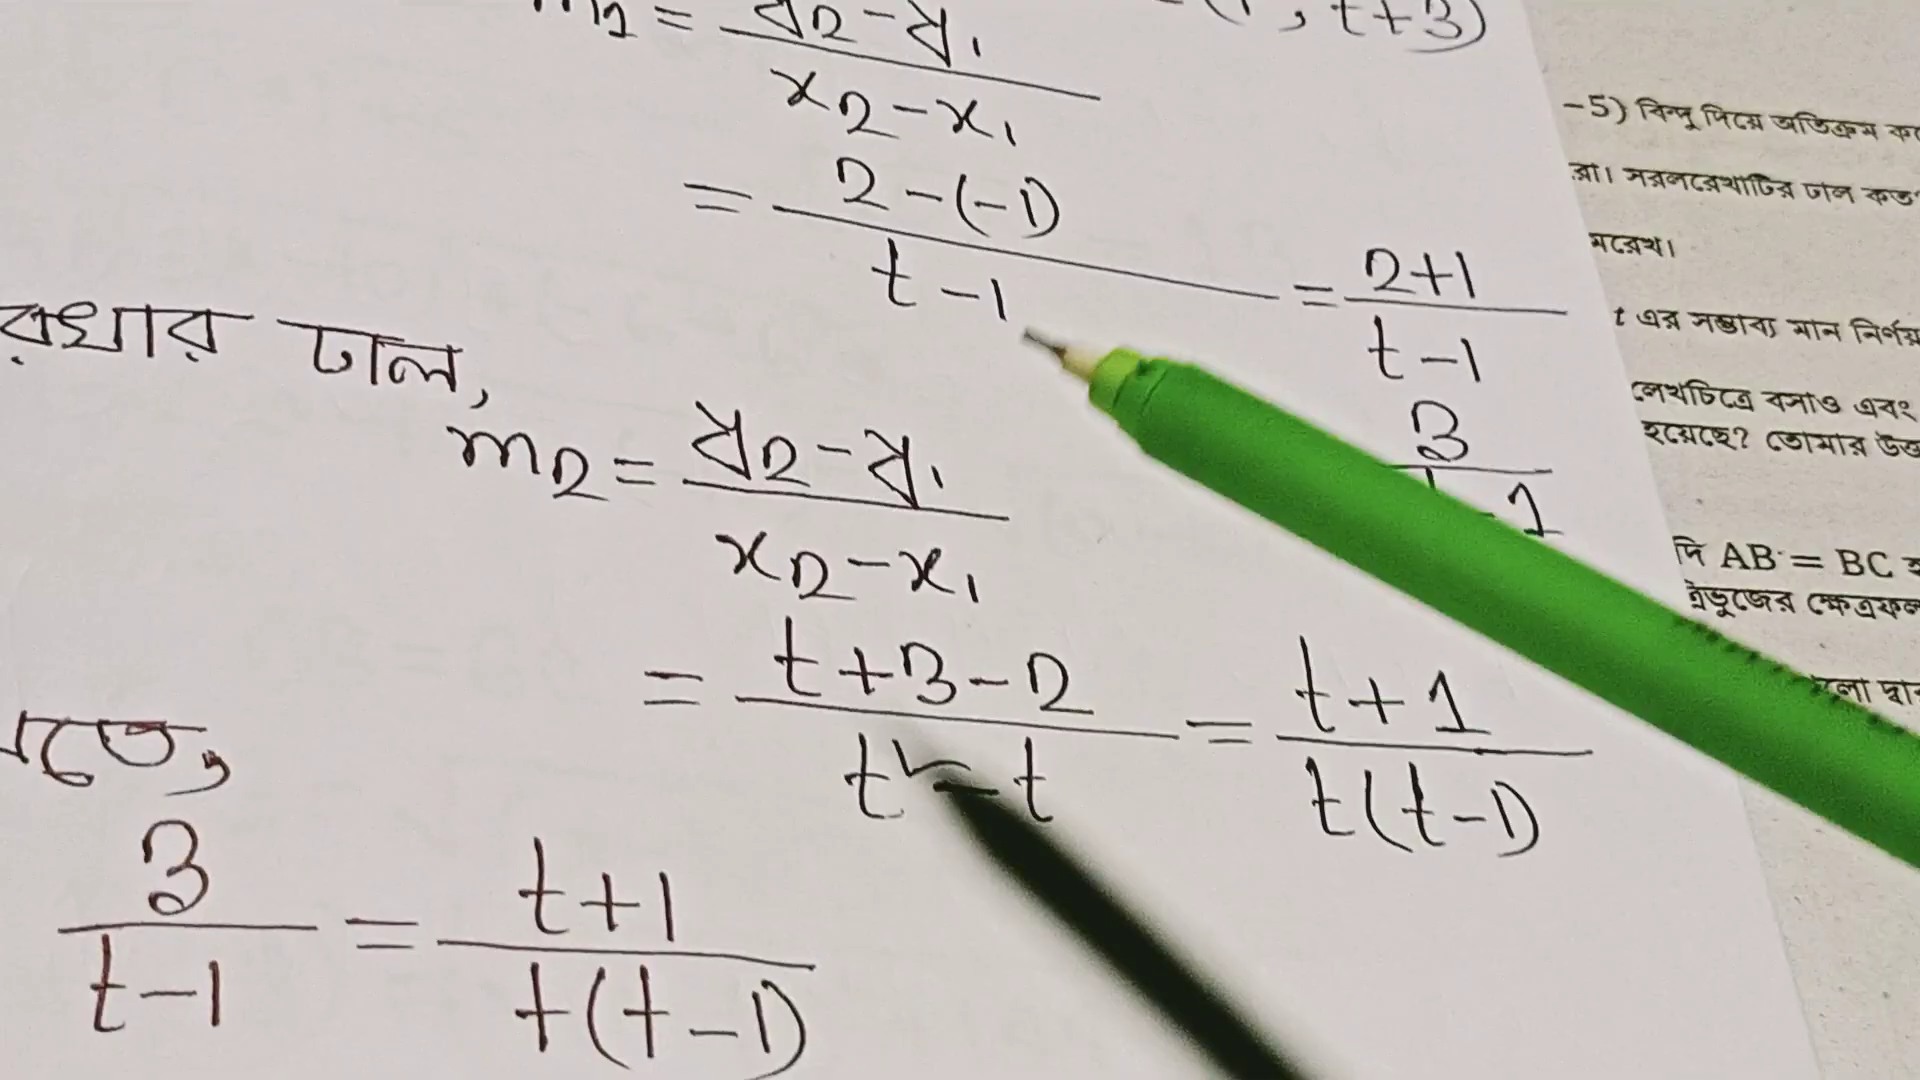 m₁ = (y₂ - y₁)/(x₂ - x₁)
, t+3)
= (2-(-1))/(t-1) = (2+1)/(t-1)
3/
-1
রেখার ঢাল,
m₂ = (y₂ - y₁)/(x₂ - x₁)
= (t+3-2)/(t² - t) = (t+1)/(t(t-1))
মতে,
3/(t-1) = (t+1)/(t(t-1))
-5) বিন্দু দিয়ে অতিক্রম
রো। সরলরেখাটির ঢাল কত
মরেখ।
t এর সম্ভাব্য মান নির্ণয়
লেখচিত্রে বসাও এবং
হয়েছে? তোমার
দি AB = BC
ত্রিভুজের ক্ষেত্রফল